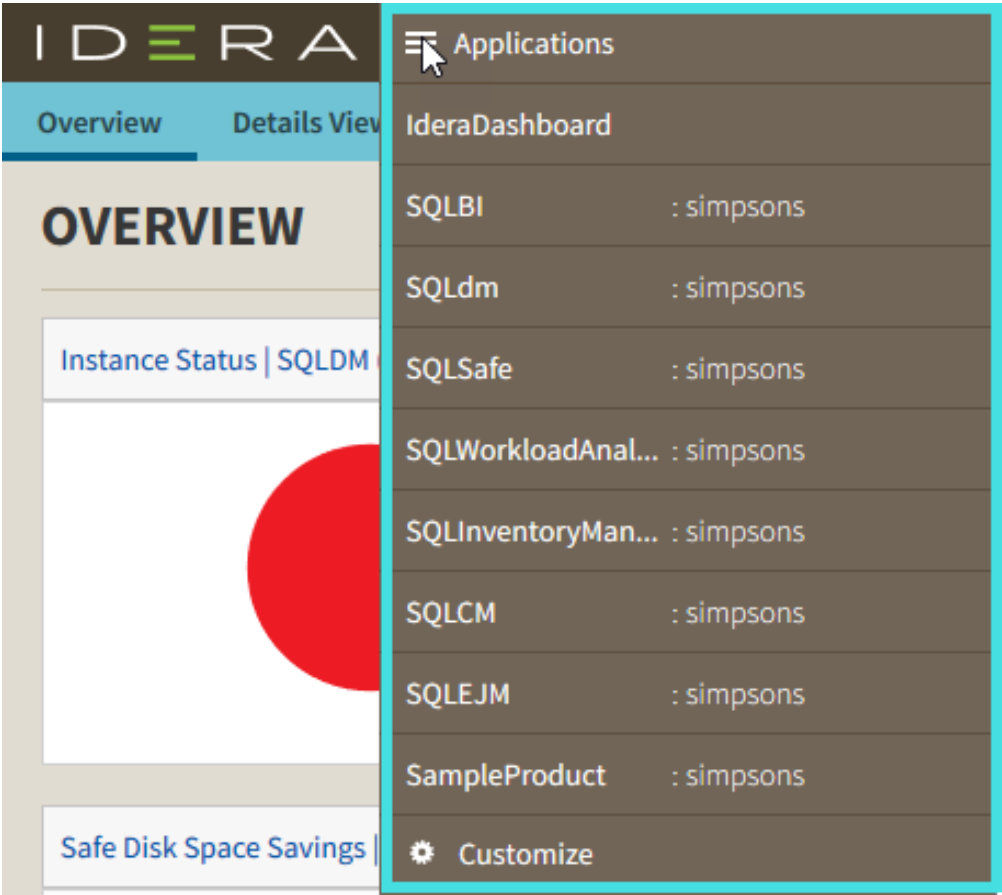 IDERA
Applications
Overview Details View
IderaDashboard
OVERVIEW
SQLBI : simpsons
SQLdm : simpsons
Instance Status | SQLDM
SQLSafe : simpsons
SQLWorkloadAnal... : simpsons
SQLInventoryMan... : simpsons
SQLCM : simpsons
SQLEJM : simpsons
SampleProduct : simpsons
Safe Disk Space Savings |
Customize